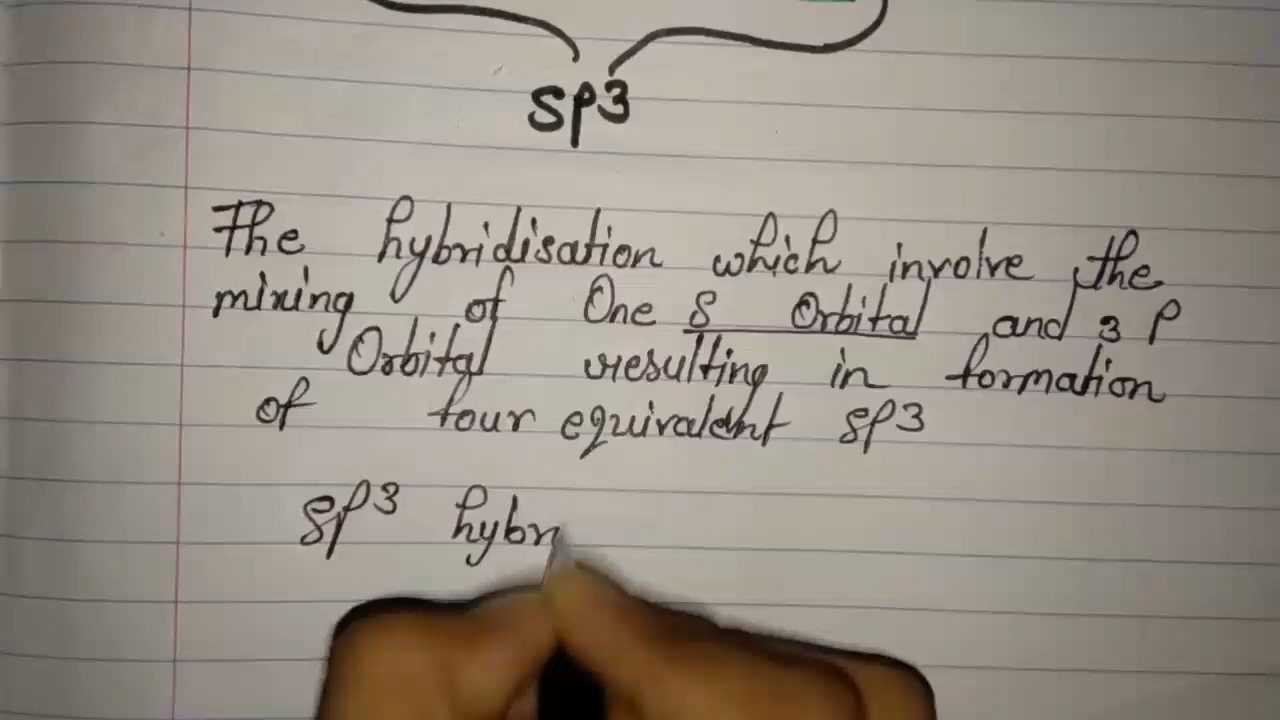 sp3
The hybridisation which involve the
mixing of One S Orbital and 3 P
Orbital resulting in formation
of four equivalent sp3
sp³ hybr